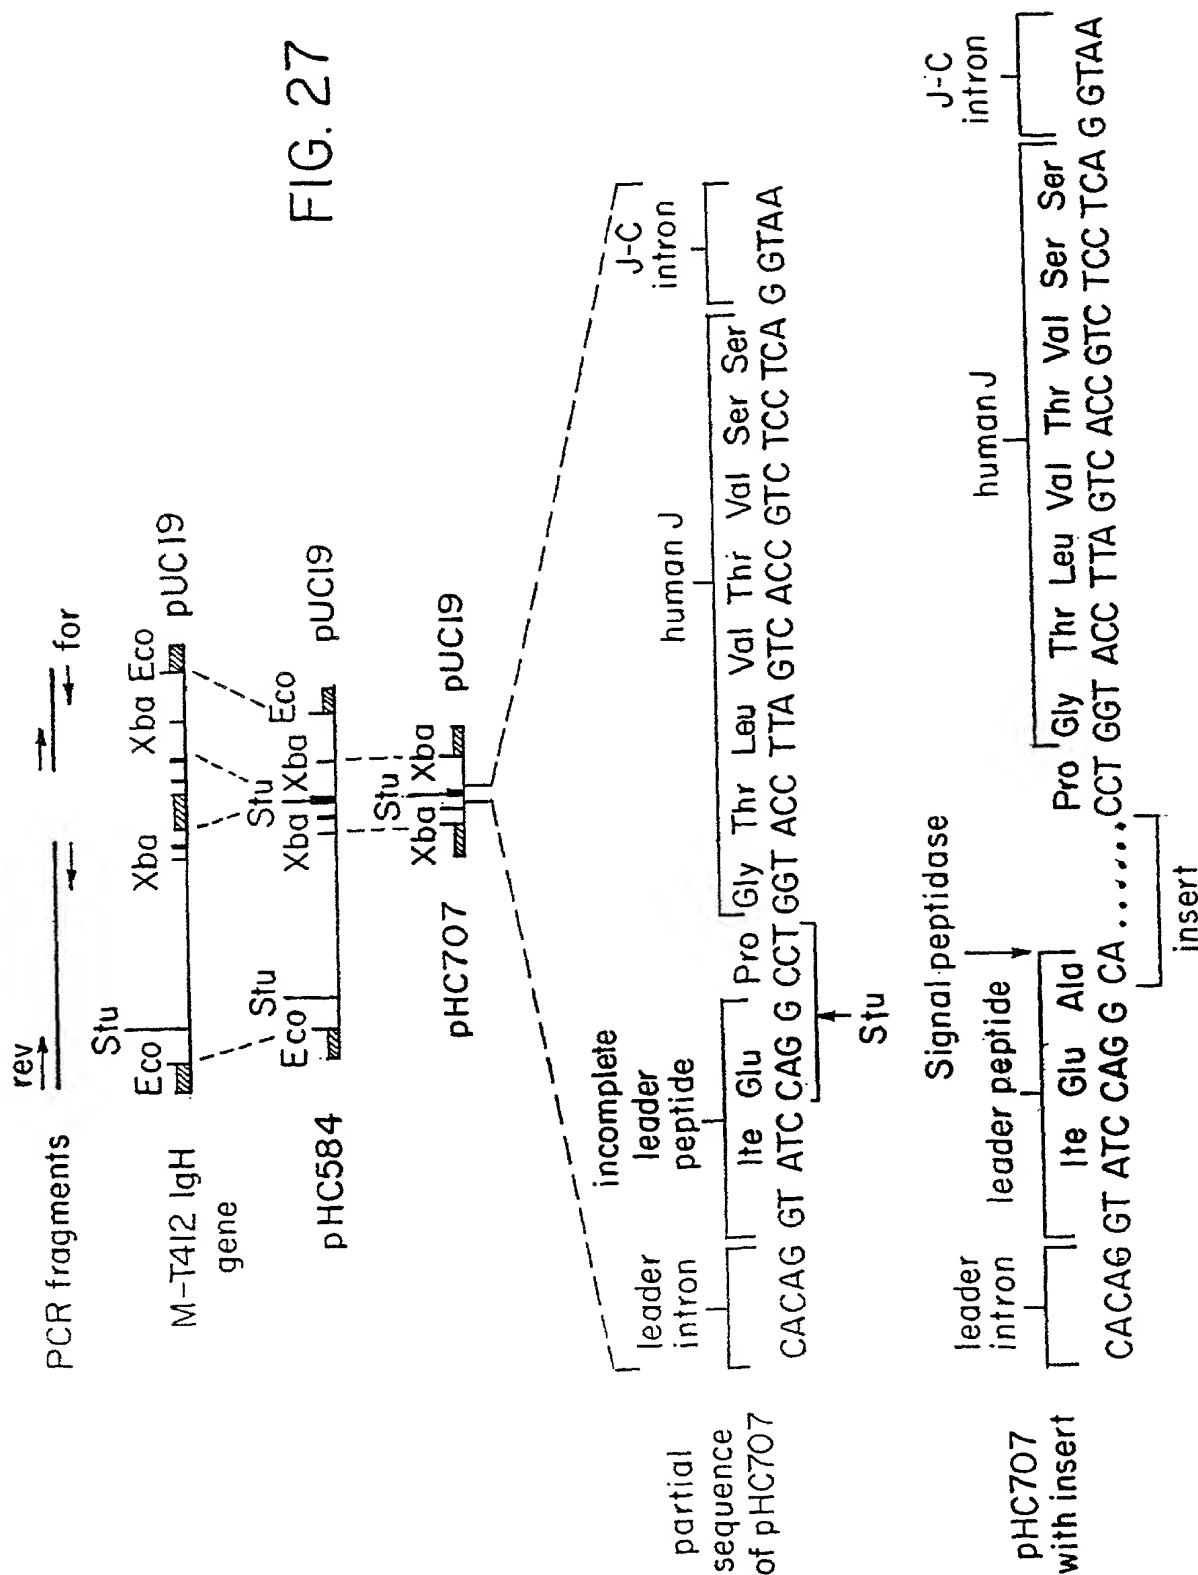 FIG. 27
PCR fragments
rev
for
M-T412 IgH
gene
Eco
Stu
Xba
Xba
Eco
pUC19
pHC584
Eco
Stu
Xba
Stu
Xba
Eco
pUC19
pHC707
Xba
Stu
Xba
pUC19
partial
sequence
of pHC707
leader
intron
incomplete
leader
peptide
human J
J-C
intron
Ite Glu Pro Gly Thr Leu Val Thr Val Ser Ser
CACAG GT ATC CAG G CCT GGT ACC TTA GTC ACC GTC TCC TCA G GTAA
Stu
pHC707
with insert
leader
intron
leader peptide
Signal peptidase
human J
J-C
intron
Ite Glu Ala Pro Gly Thr Leu Val Thr Val Ser Ser
CACAG GT ATC CAG G CA...... CCT GGT ACC TTA GTC ACC GTC TCC TCA G GTAA
insert